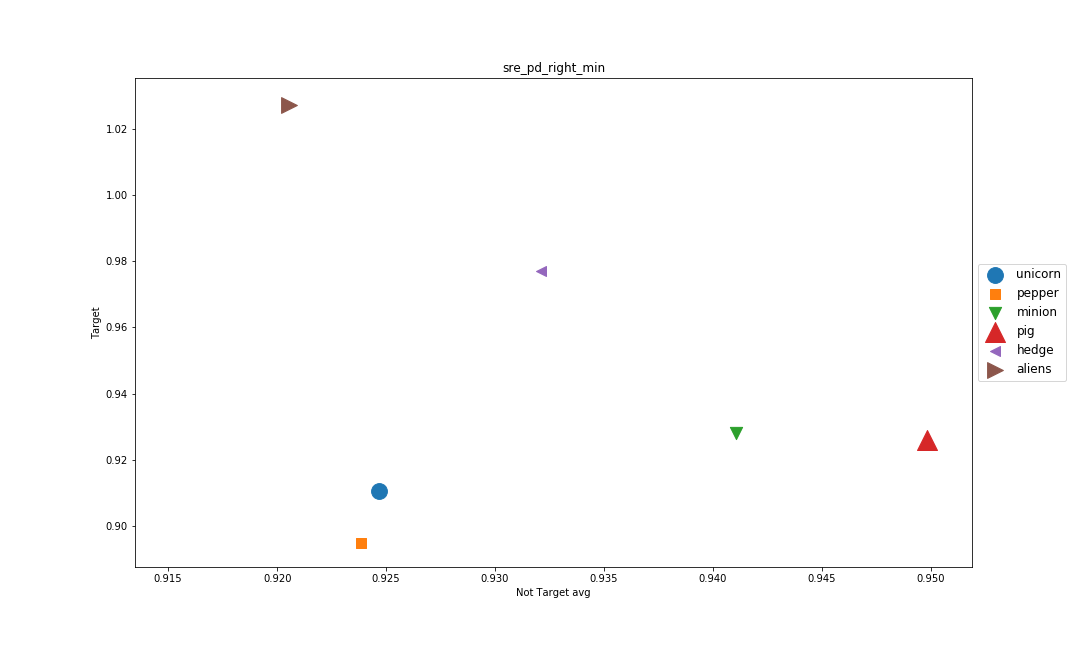 sre_pd_right_min
1.02
1.00
0.98
0.96
0.94
0.92
0.90
Target
0.915 0.920 0.925 0.930 0.935 0.940 0.945 0.950
Not Target avg
unicorn
pepper
minion
pig
hedge
aliens